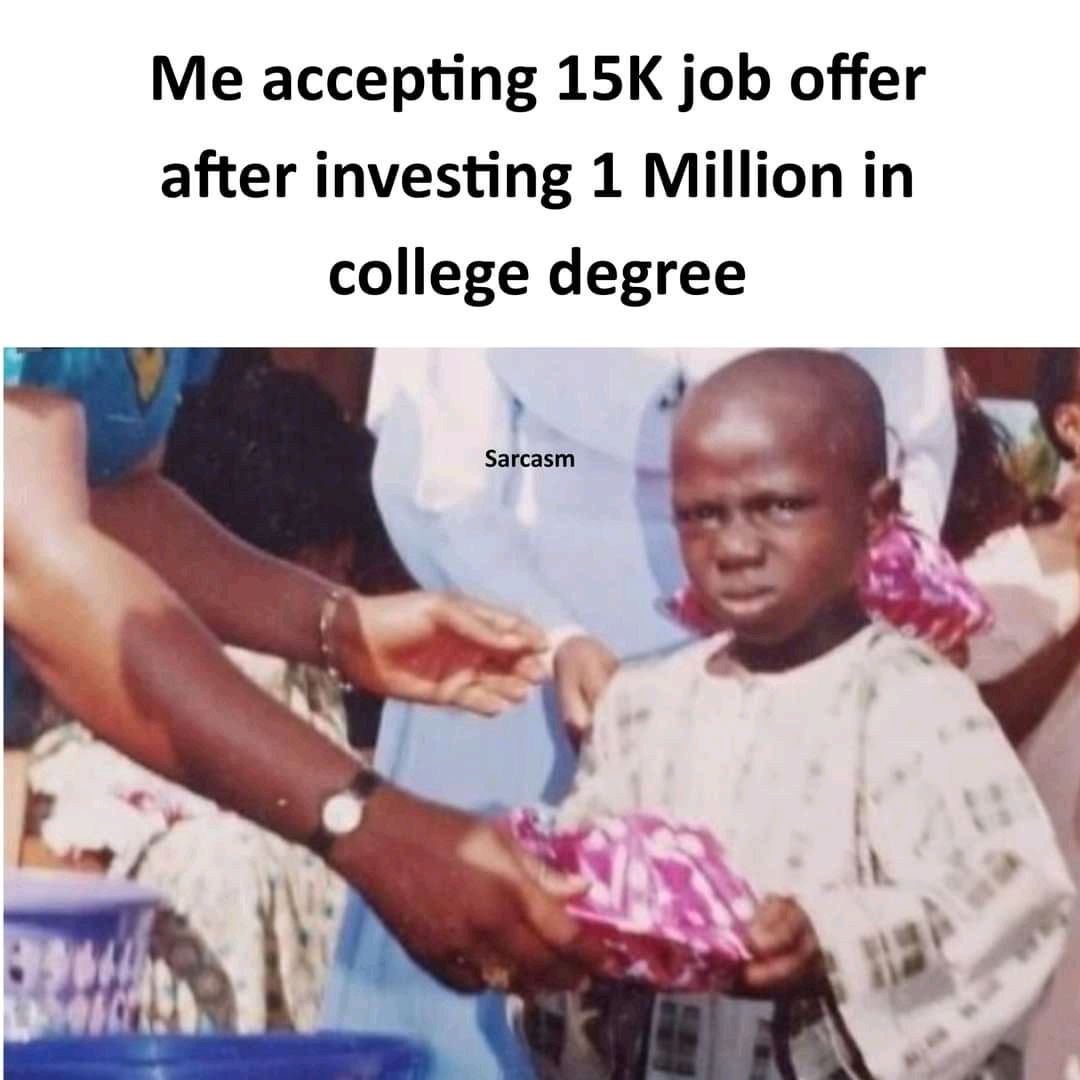 Me accepting 15K job offer
after investing 1 Million in
college degree
Sarcasm